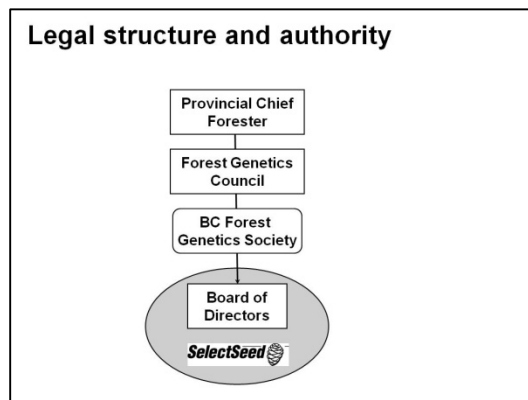 Legal structure and authority
Provincial Chief
Forester
Forest Genetics
Council
BC Forest
Genetics Society
Board of
Directors
SelectSeed